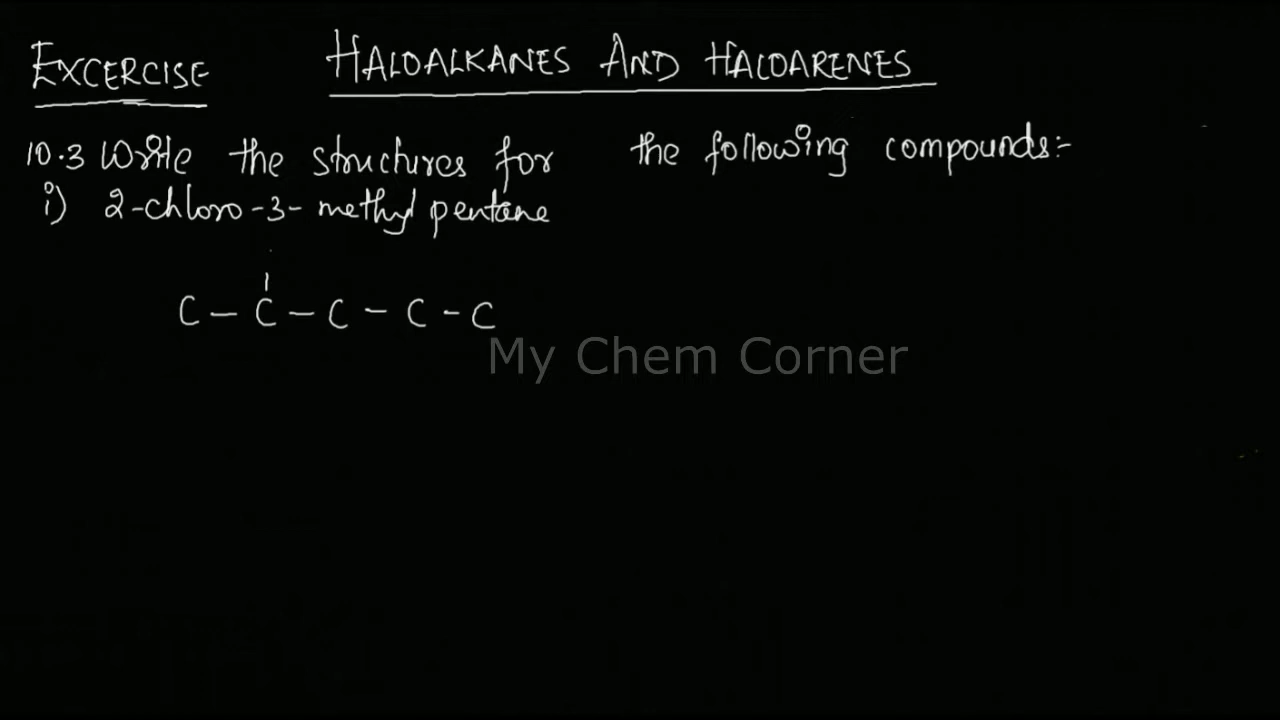 EXCERCISE HALOALKANES AND HALOARENES
10.3 Write the structures for the following compounds:-
i) 2-chloro-3-methyl pentane
C - C - C - C - C
My Chem Corner